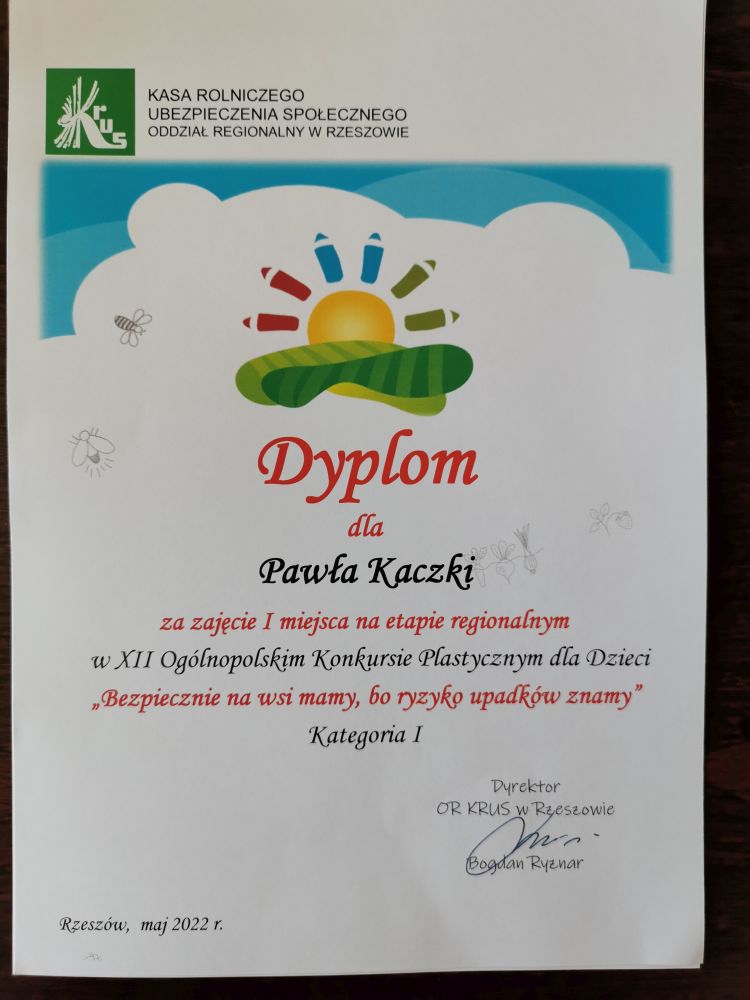 Krus
KASA ROLNICZEGO
UBEZPIECZENIA SPOŁECZNEGO
ODDZIAŁ REGIONALNY W RZESZOWIE
Dyplom
dla
Pawła Kaczki
za zajęcie I miejsca na etapie regionalnym
w XII Ogólnopolskim Konkursie Plastycznym dla Dzieci
„Bezpiecznie na wsi mamy, bo ryzyko upadków znamy”
Kategoria I
Dyrektor
OR KRUS w Rzeszowie
Bogdan Ryznar
Rzeszów, maj 2022 r.